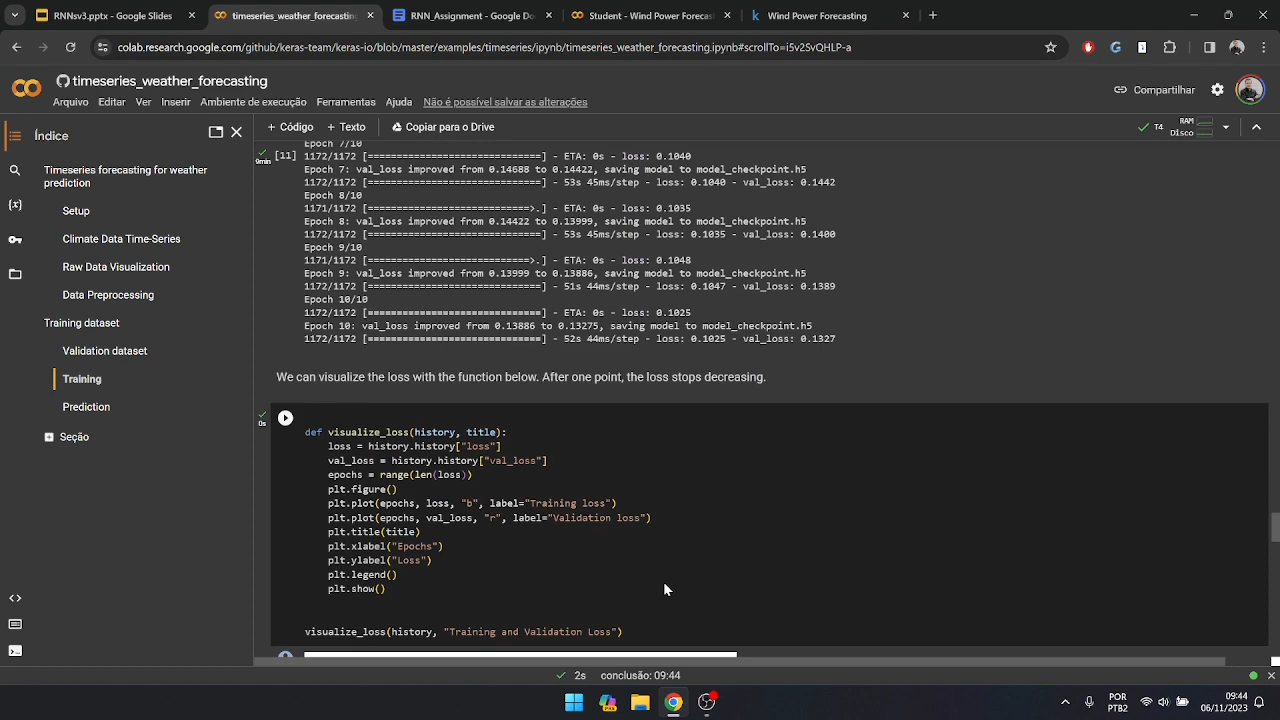 RNNsv3.pptx - Google Slides
timeseries_weather_forecasting
RNN_Assignment - Google Do
Student - Wind Power Forecas
Wind Power Forecasting
colab.research.google.com/github/keras-team/keras-io/blob/master/examples/timeseries/ipynb/timeseries_weather_forecasting.ipynb#scrollTo=i5v2SvQHLP-a
timeseries_weather_forecasting
Arquivo Editar Ver Inserir Ambiente de execução Ferramentas Ajuda Não é possível salvar as alterações
Compartilhar
Índice
+ Código + Texto Copiar para o Drive
T4 RAM Disco
Timeseries forecasting for weather
prediction
Setup
Climate Data Time-Series
Raw Data Visualization
Data Preprocessing
Training dataset
Validation dataset
Training
Prediction
Seção
Epoch 7/10
9min [11] 1172/1172 [==============================] - ETA: 0s - loss: 0.1040
Epoch 7: val_loss improved from 0.14688 to 0.14422, saving model to model_checkpoint.h5
1172/1172 [==============================] - 53s 45ms/step - loss: 0.1040 - val_loss: 0.1442
Epoch 8/10
1171/1172 [============================>.] - ETA: 0s - loss: 0.1035
Epoch 8: val_loss improved from 0.14422 to 0.13999, saving model to model_checkpoint.h5
1172/1172 [==============================] - 53s 45ms/step - loss: 0.1035 - val_loss: 0.1400
Epoch 9/10
1171/1172 [============================>.] - ETA: 0s - loss: 0.1048
Epoch 9: val_loss improved from 0.13999 to 0.13886, saving model to model_checkpoint.h5
1172/1172 [==============================] - 51s 44ms/step - loss: 0.1047 - val_loss: 0.1389
Epoch 10/10
1172/1172 [==============================] - ETA: 0s - loss: 0.1025
Epoch 10: val_loss improved from 0.13886 to 0.13275, saving model to model_checkpoint.h5
1172/1172 [==============================] - 52s 44ms/step - loss: 0.1025 - val_loss: 0.1327
We can visualize the loss with the function below. After one point, the loss stops decreasing.
0s
def visualize_loss(history, title):
    loss = history.history["loss"]
    val_loss = history.history["val_loss"]
    epochs = range(len(loss))
    plt.figure()
    plt.plot(epochs, loss, "b", label="Training loss")
    plt.plot(epochs, val_loss, "r", label="Validation loss")
    plt.title(title)
    plt.xlabel("Epochs")
    plt.ylabel("Loss")
    plt.legend()
    plt.show()
visualize_loss(history, "Training and Validation Loss")
2s conclusão: 09:44
POR
PTB2
09:44
06/11/2023